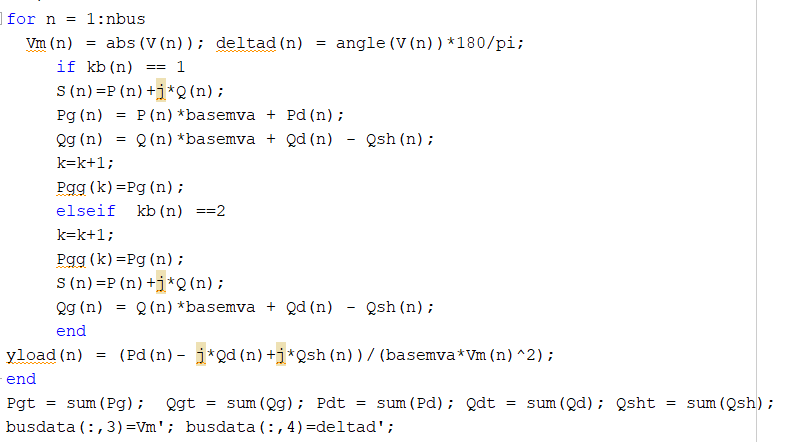 for n = 1:nbus
Vm(n) = abs(V(n)); deltad(n) = angle(V(n))*180/pi;
if kb(n) == 1
S(n)=P(n)+j*Q(n);
Pg(n) = P(n)*basemva + Pd(n);
Qg(n) = Q(n)*basemva + Qd(n) - Qsh(n);
k=k+1;
Pgg(k)=Pg(n);
elseif  kb(n) ==2
k=k+1;
Pgg(k)=Pg(n);
S(n)=P(n)+j*Q(n);
Qg(n) = Q(n)*basemva + Qd(n) - Qsh(n);
end
yload(n) = (Pd(n)- j*Qd(n)+j*Qsh(n))/(basemva*Vm(n)^2);
end
Pgt = sum(Pg);  Qgt = sum(Qg); Pdt = sum(Pd); Qdt = sum(Qd); Qsht = sum(Qsh);
busdata(:,3)=Vm'; busdata(:,4)=deltad';